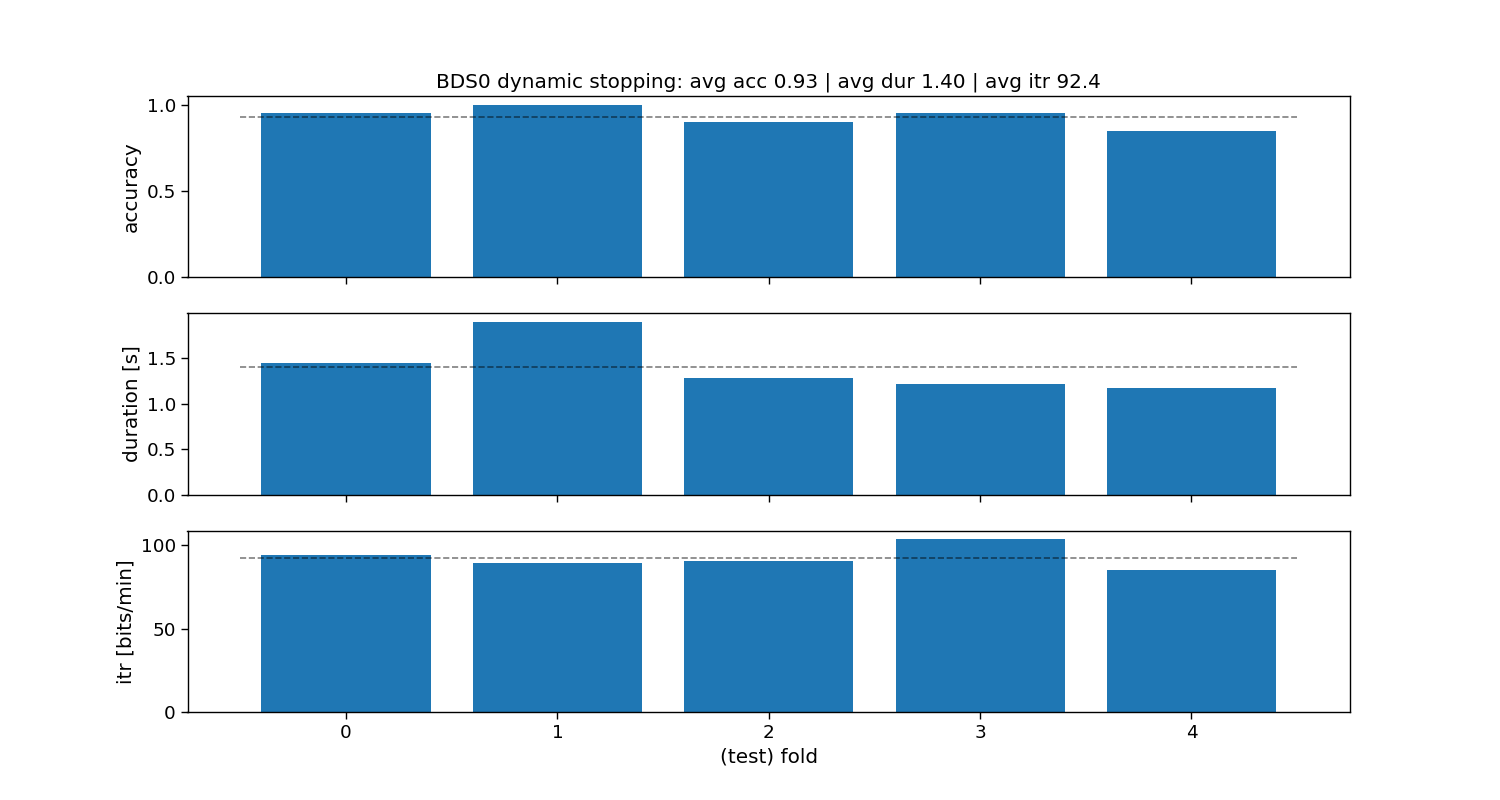 BDS0 dynamic stopping: avg acc 0.93 | avg dur 1.40 | avg itr 92.4
1.0
0.5
0.0
accuracy
1.5
1.0
0.5
0.0
duration [s]
100
50
0
itr [bits/min]
0 1 2 3 4
(test) fold